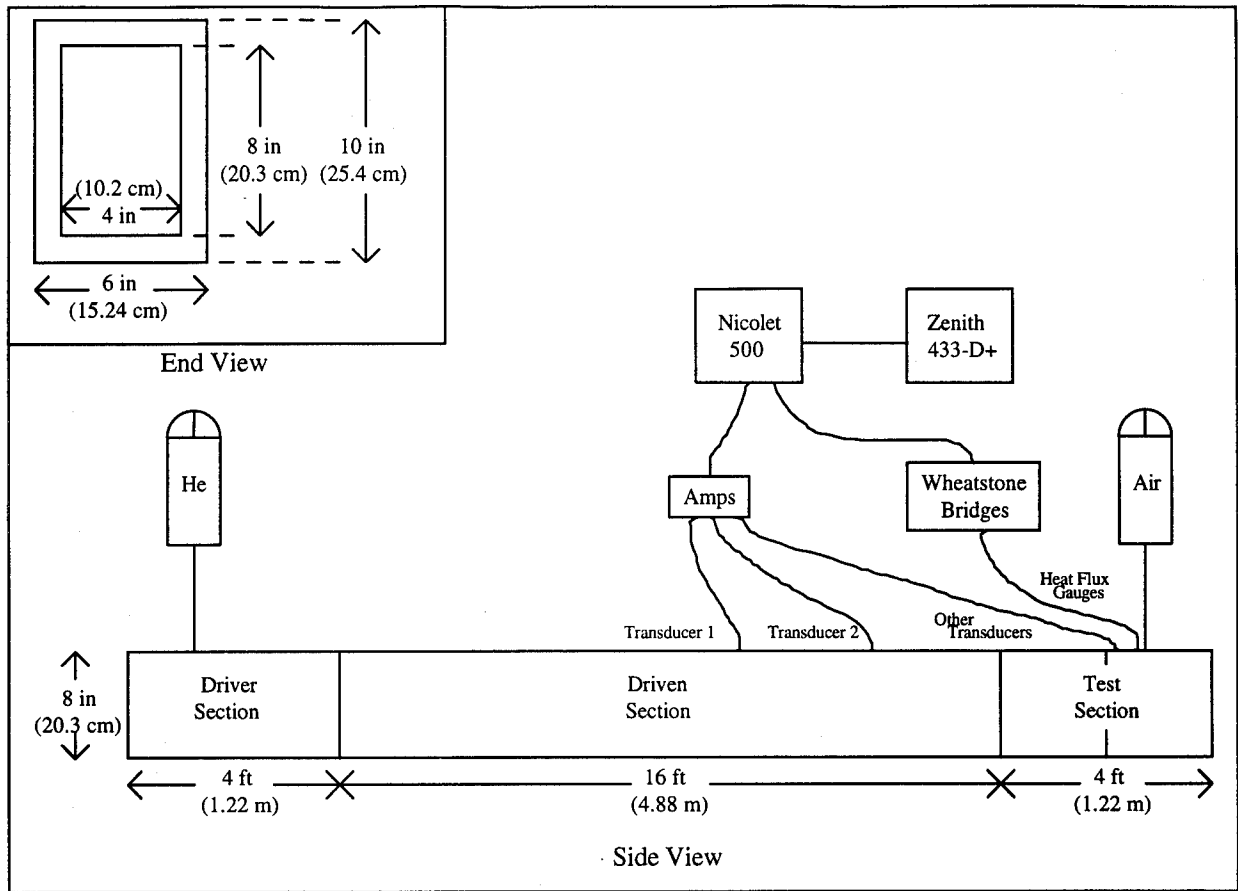 8 in
(20.3 cm)
10 in
(25.4 cm)
(10.2 cm)
4 in
6 in
(15.24 cm)
End View
Nicolet
500
Zenith
433-D+
He
Amps
Wheatstone
Bridges
Air
Heat Flux
Gauges
Transducer 1
Transducer 2
Other
Transducers
8 in
(20.3 cm)
Driver
Section
Driven
Section
Test
Section
4 ft
(1.22 m)
16 ft
(4.88 m)
4 ft
(1.22 m)
Side View